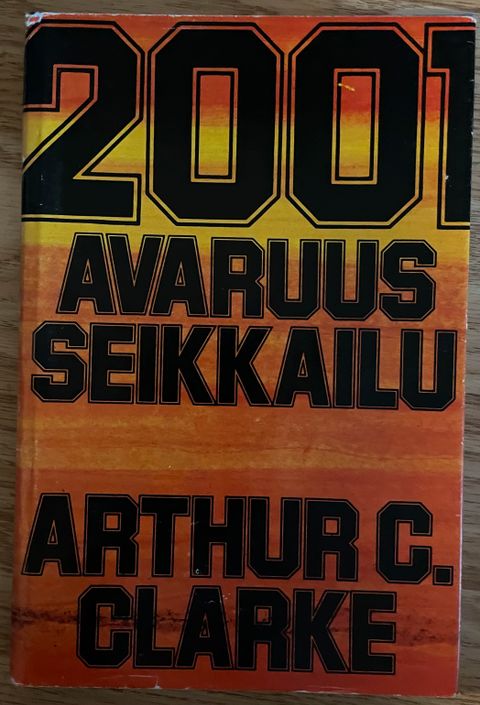 2001
AVARUUS
SEIKKAILU
ARTHUR C.
CLARKE